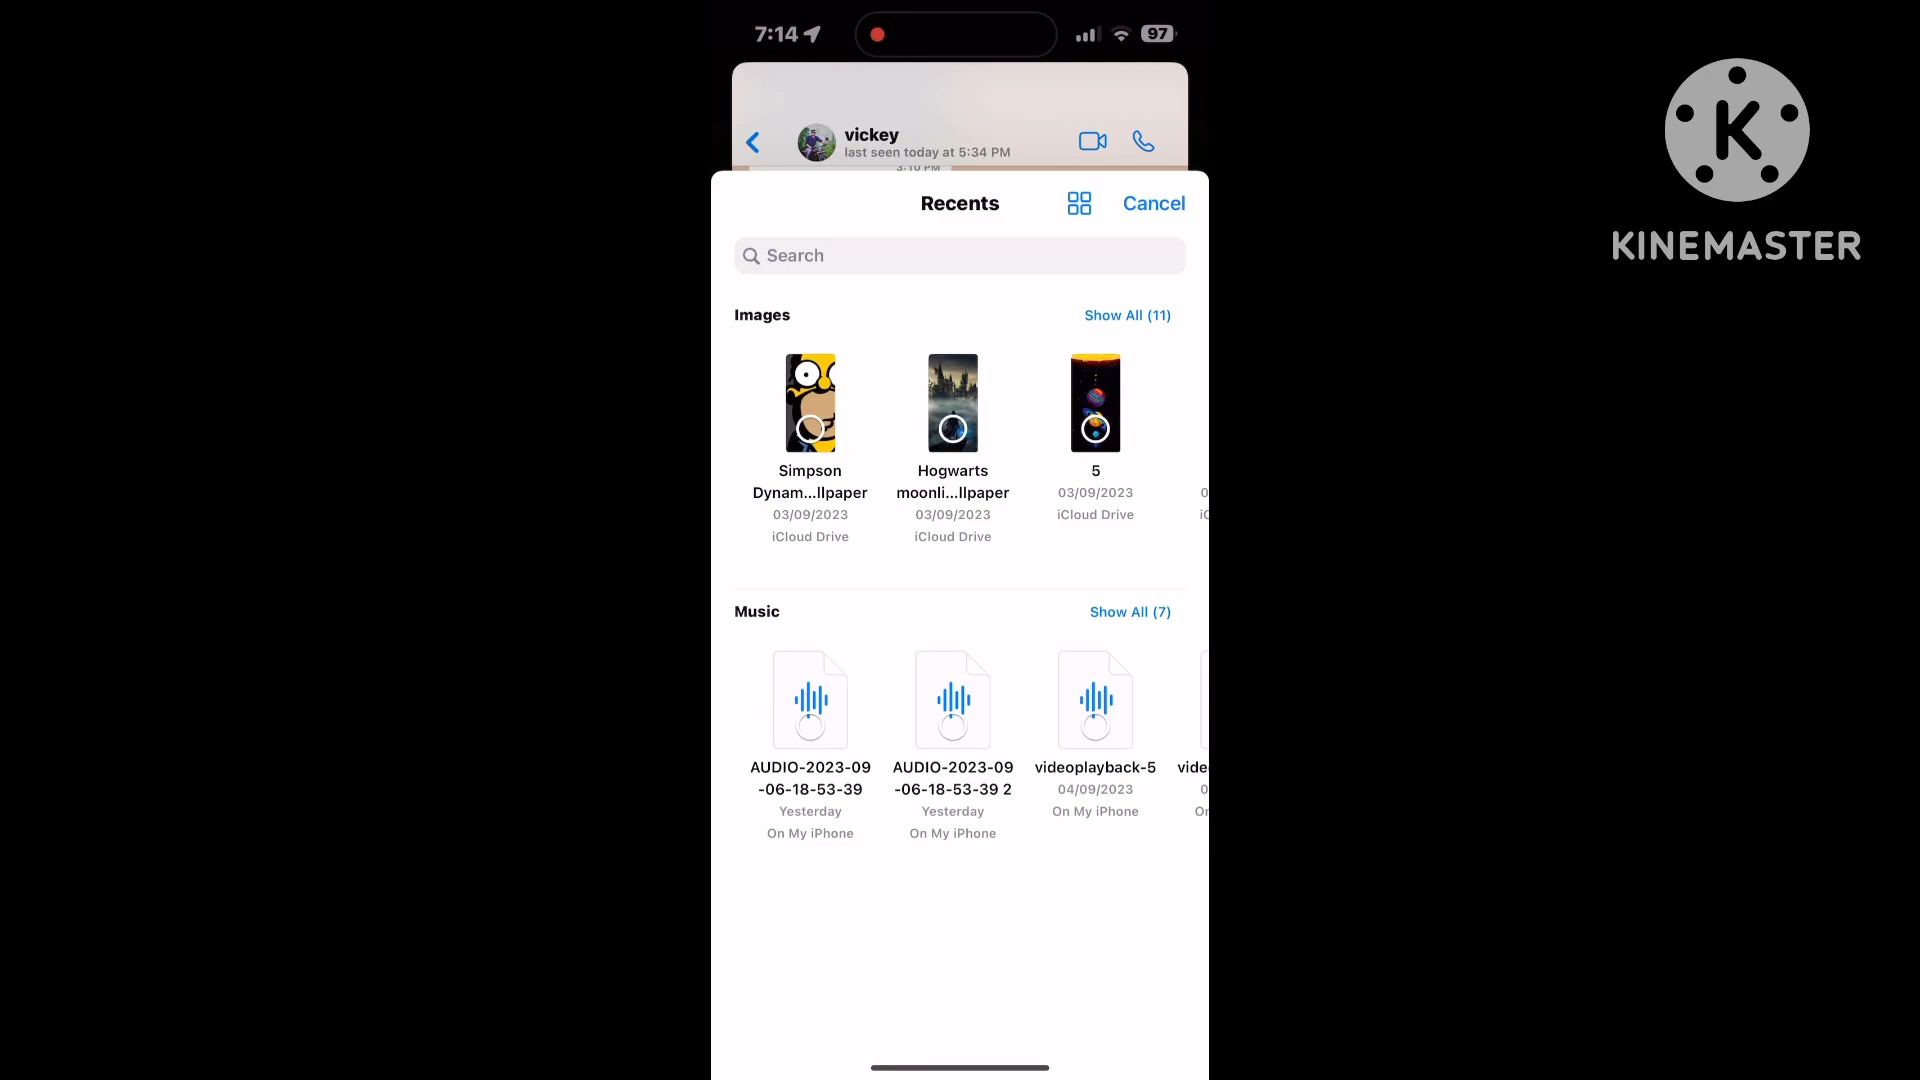 7:14
97
vickey
last seen today at 5:34 PM
3:10 PM
Recents
Cancel
Search
Images
Show All (11)
Simpson
Dynam...llpaper
03/09/2023
iCloud Drive
Hogwarts
moonli...llpaper
03/09/2023
iCloud Drive
5
03/09/2023
iCloud Drive
Music
Show All (7)
AUDIO-2023-09
-06-18-53-39
Yesterday
On My iPhone
AUDIO-2023-09
-06-18-53-39 2
Yesterday
On My iPhone
videoplayback-5
04/09/2023
On My iPhone
vide
K
KINEMASTER